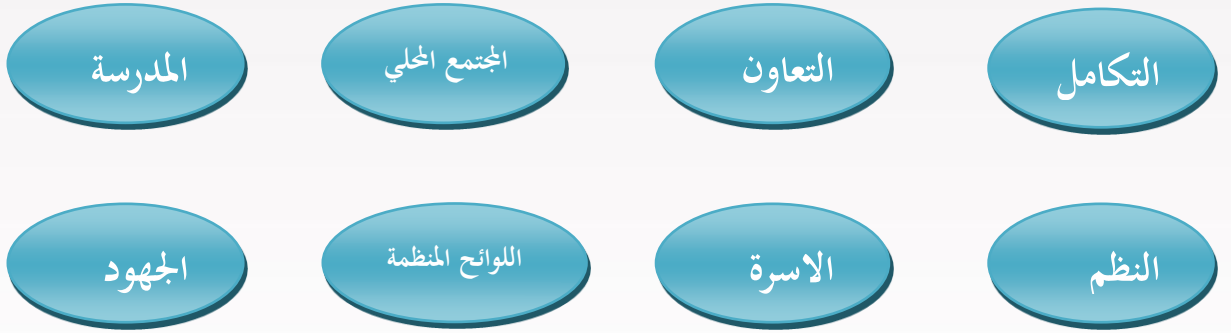 التكامل
التعاون
المجتمع المحلي
المدرسة
النظم
الاسرة
اللوائح المنظمة
الجهود